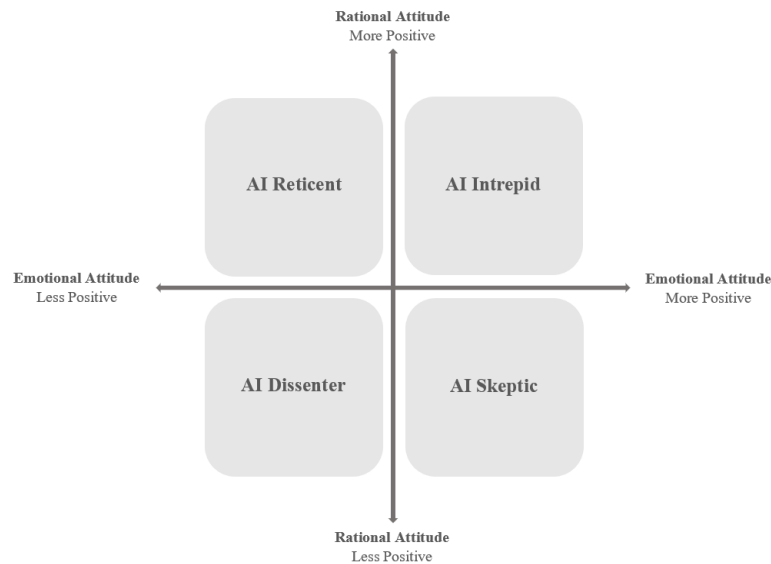 Rational Attitude
More Positive
AI Reticent
AI Intrepid
Emotional Attitude
Less Positive
Emotional Attitude
More Positive
AI Dissenter
AI Skeptic
Rational Attitude
Less Positive